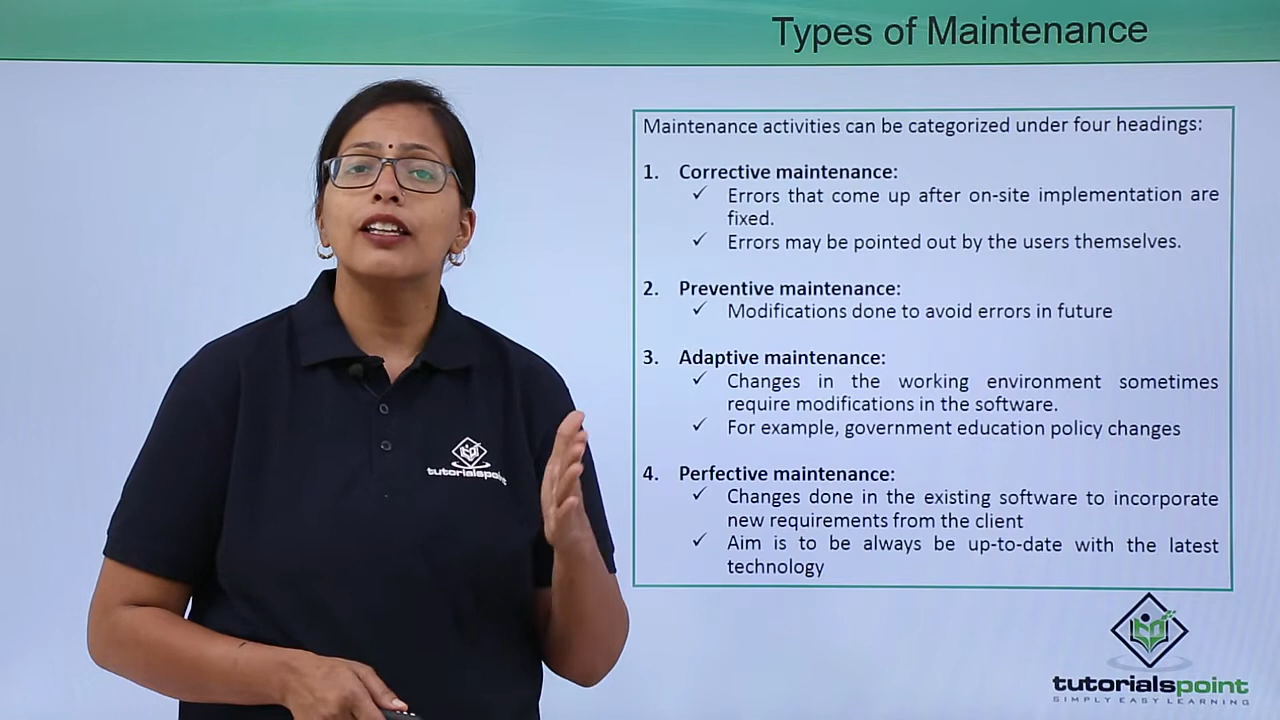 Types of Maintenance
Maintenance activities can be categorized under four headings:
1. Corrective maintenance:
✓ Errors that come up after on-site implementation are
fixed.
✓ Errors may be pointed out by the users themselves.
2. Preventive maintenance:
✓ Modifications done to avoid errors in future
3. Adaptive maintenance:
✓ Changes in the working environment sometimes
require modifications in the software.
✓ For example, government education policy changes
4. Perfective maintenance:
✓ Changes done in the existing software to incorporate
new requirements from the client
✓ Aim is to be always be up-to-date with the latest
technology
tutorialspoint
tutorialspoint
SIMPLY EASY LEARNING